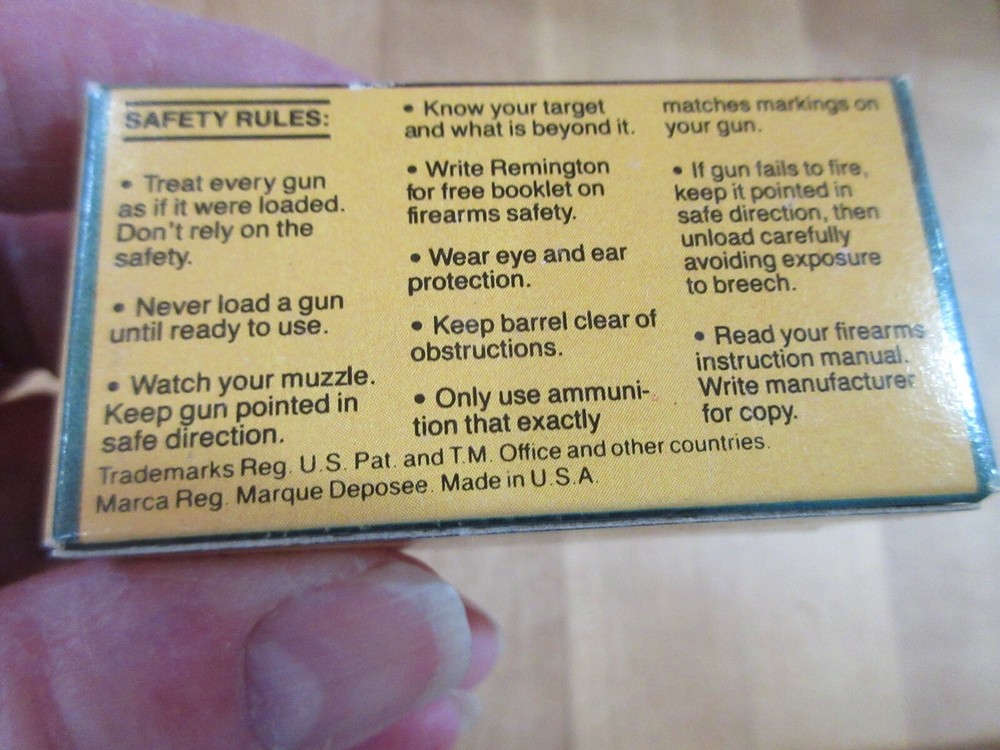 SAFETY RULES:
• Treat every gun
as if it were loaded.
Don't rely on the
safety.
• Never load a gun
until ready to use.
• Watch your muzzle.
Keep gun pointed in
safe direction.
• Know your target
and what is beyond it.
• Write Remington
for free booklet on
firearms safety.
• Wear eye and ear
protection.
• Keep barrel clear of
obstructions.
• Only use ammuni-
tion that exactly
matches markings on
your gun.
• If gun fails to fire,
keep it pointed in
safe direction, then
unload carefully
avoiding exposure
to breech.
• Read your firearms
instruction manual.
Write manufacturer
for copy.
Trademarks Reg. U.S. Pat. and T.M. Office and other countries.
Marca Reg. Marque Deposee. Made in U.S.A.